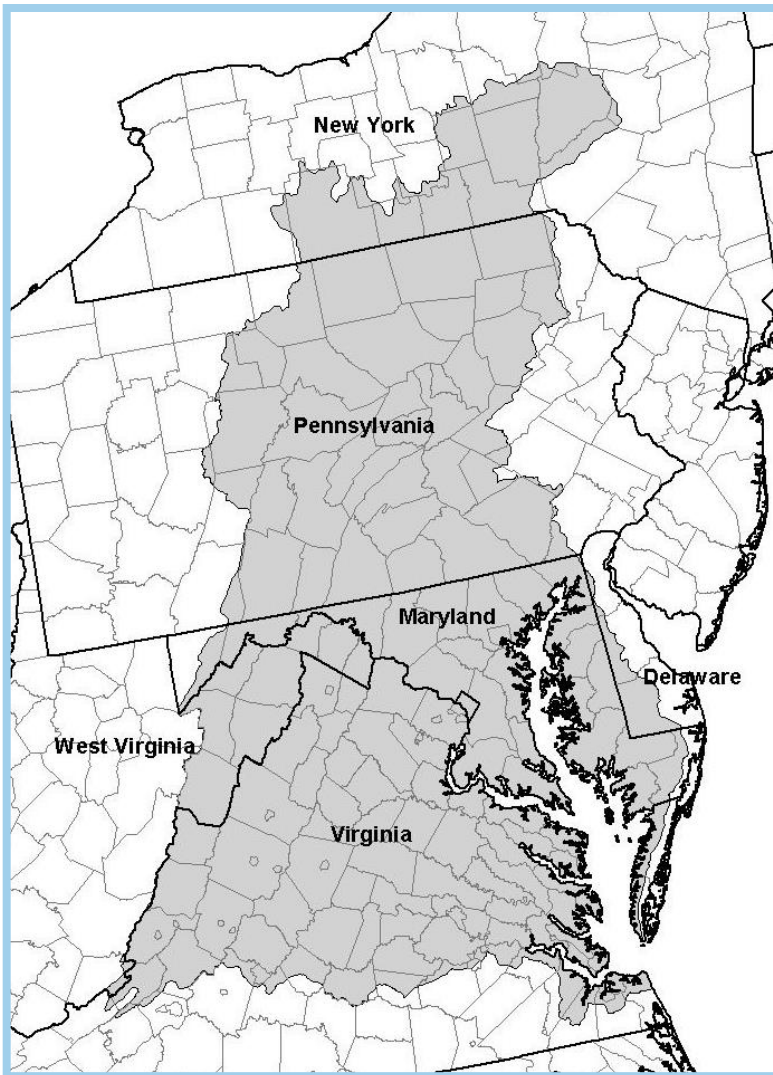 New York
Pennsylvania
Maryland
Delaware
West Virginia
Virginia